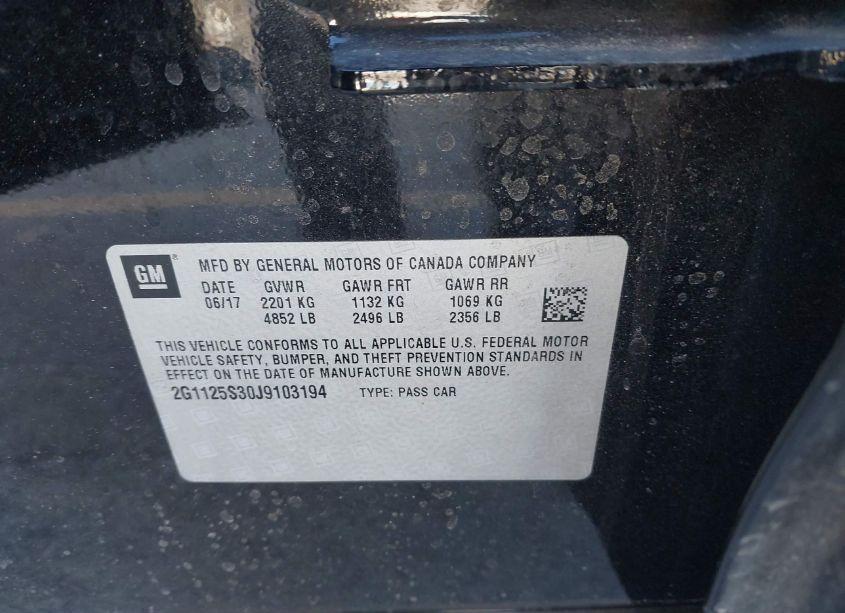 GM
MFD BY GENERAL MOTORS OF CANADA COMPANY
DATE GVWR GAWR FRT GAWR RR
06/17 2201 KG 1132 KG 1069 KG
4852 LB 2496 LB 2356 LB
THIS VEHICLE CONFORMS TO ALL APPLICABLE U.S. FEDERAL MOTOR
VEHICLE SAFETY, BUMPER, AND THEFT PREVENTION STANDARDS IN
EFFECT ON THE DATE OF MANUFACTURE SHOWN ABOVE.
2G1125S30J9103194 TYPE: PASS CAR